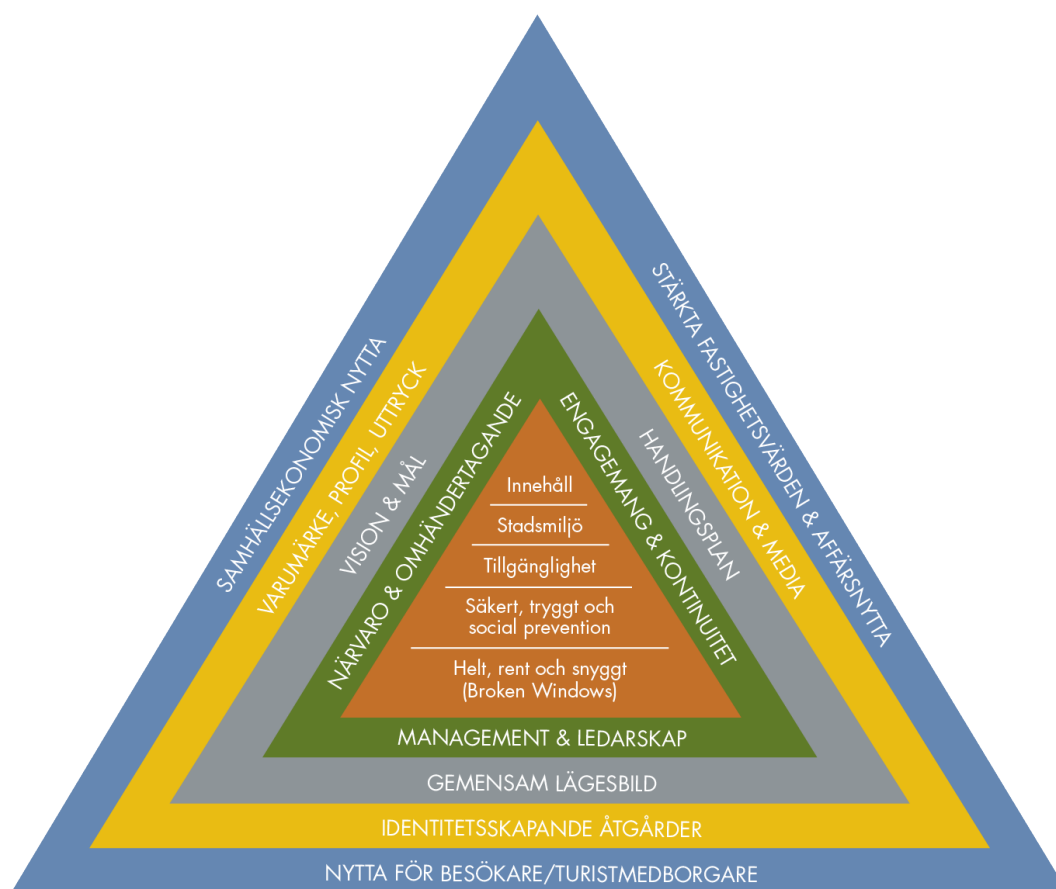 SAMHÄLLSEKONOMISK NYTTA
STÄRKTA FASTIGHETSVÄRDEN & AFFÄRSNYTTA
NYTTA FÖR BESÖKARE/TURISTMEDBORGARE
VARUMÄRKE, PROFIL, UTTRYCK
KOMMUNIKATION & MEDIA
IDENTITETSSKAPANDE ÅTGÅRDER
VISION & MÅL
HANDLINGSPLAN
GEMENSAM LÄGESBILD
NÄRVARO & OMHÄNDERTAGANDE
ENGAGEMANG & KONTINUITET
MANAGEMENT & LEDARSKAP
Innehåll
Stadsmiljö
Tillgänglighet
Säkert, tryggt och
social prevention
Helt, rent och snyggt
(Broken Windows)